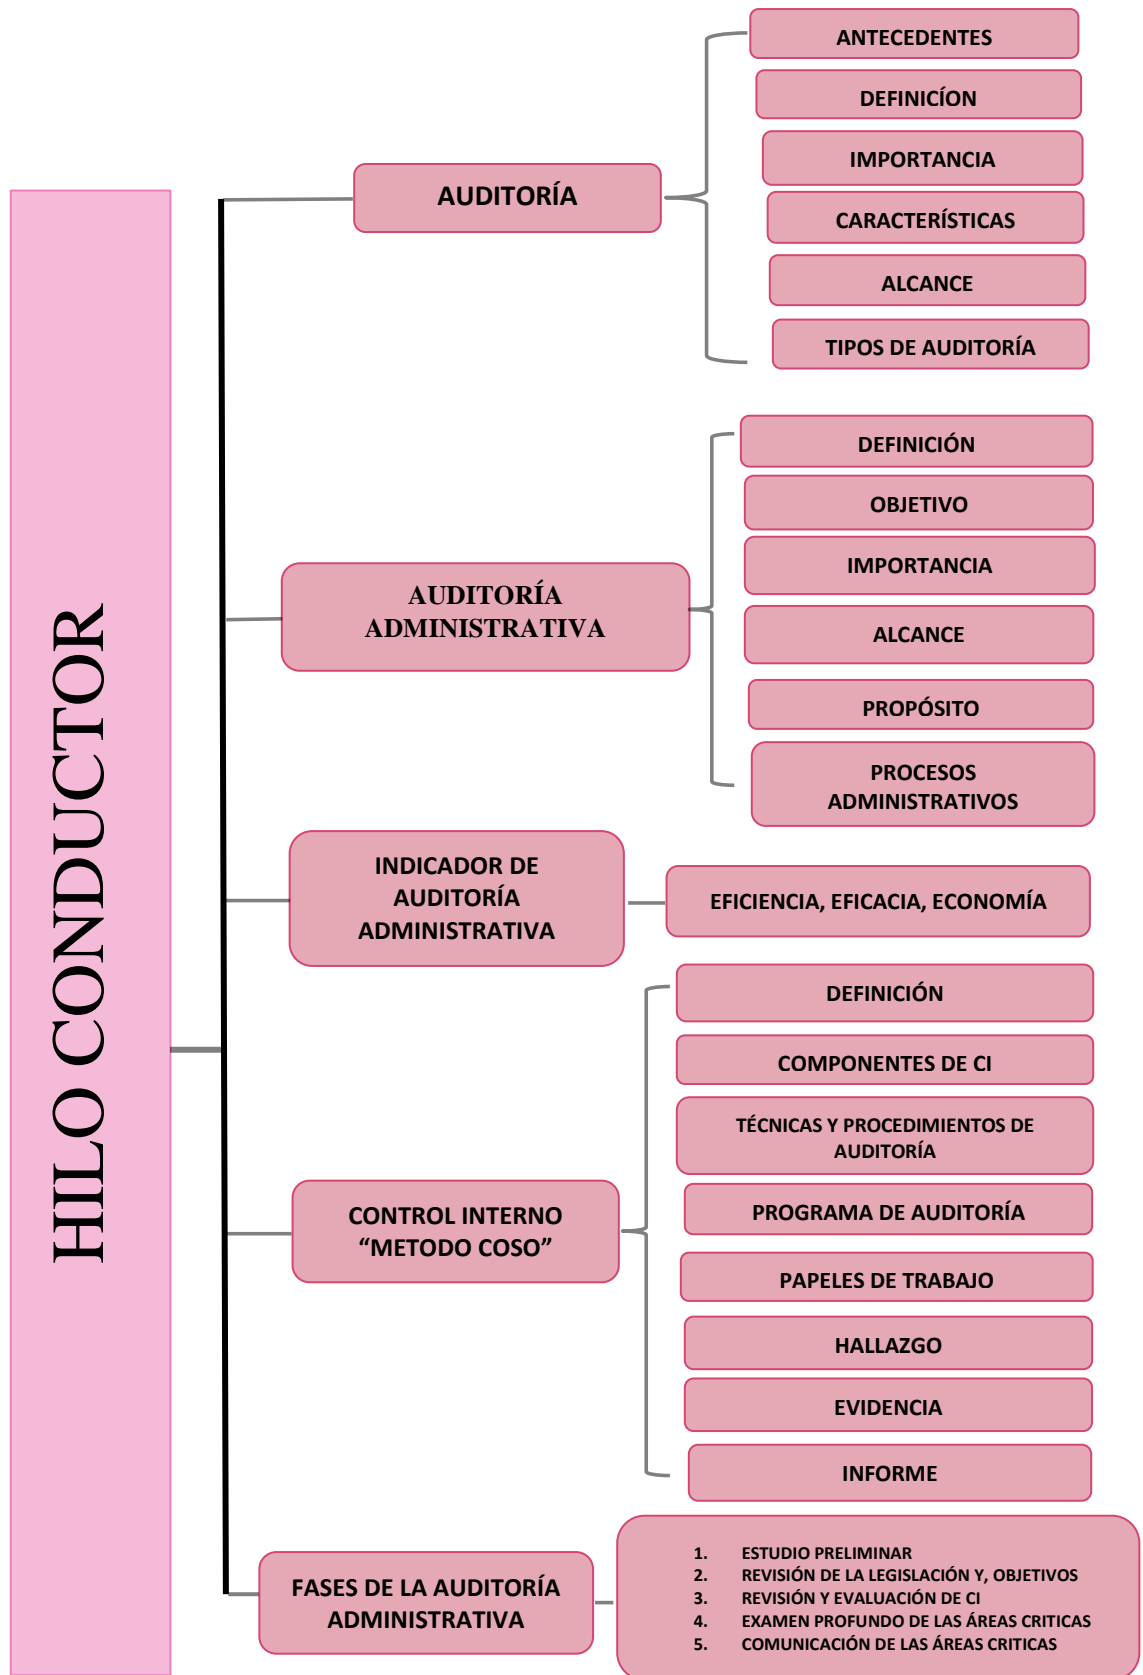 HILO CONDUCTOR
AUDITORÍA
ANTECEDENTES
DEFINICÍON
IMPORTANCIA
CARACTERÍSTICAS
ALCANCE
TIPOS DE AUDITORÍA
AUDITORÍA
ADMINISTRATIVA
DEFINICIÓN
OBJETIVO
IMPORTANCIA
ALCANCE
PROPÓSITO
PROCESOS
ADMINISTRATIVOS
INDICADOR DE
AUDITORÍA
ADMINISTRATIVA
EFICIENCIA, EFICACIA, ECONOMÍA
CONTROL INTERNO
“METODO COSO”
DEFINICIÓN
COMPONENTES DE CI
TÉCNICAS Y PROCEDIMIENTOS DE
AUDITORÍA
PROGRAMA DE AUDITORÍA
PAPELES DE TRABAJO
HALLAZGO
EVIDENCIA
INFORME
FASES DE LA AUDITORÍA
ADMINISTRATIVA
1. ESTUDIO PRELIMINAR
2. REVISIÓN DE LA LEGISLACIÓN Y, OBJETIVOS
3. REVISIÓN Y EVALUACIÓN DE CI
4. EXAMEN PROFUNDO DE LAS ÁREAS CRITICAS
5. COMUNICACIÓN DE LAS ÁREAS CRITICAS